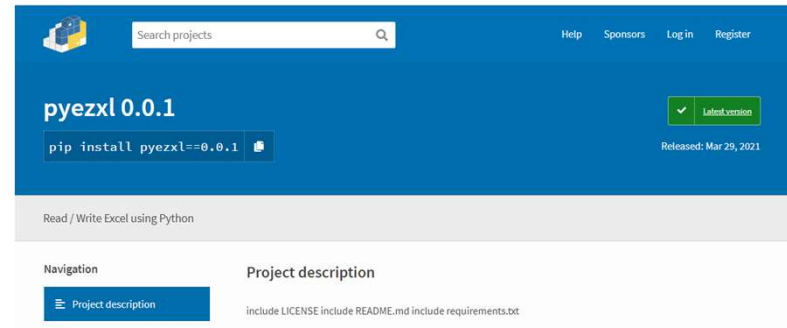 Search projects
Help Sponsors Log in Register
pyezxl 0.0.1
Latest version
pip install pyezxl==0.0.1
Released: Mar 29, 2021
Read / Write Excel using Python
Navigation
Project description
Project description
include LICENSE include README.md include requirements.txt